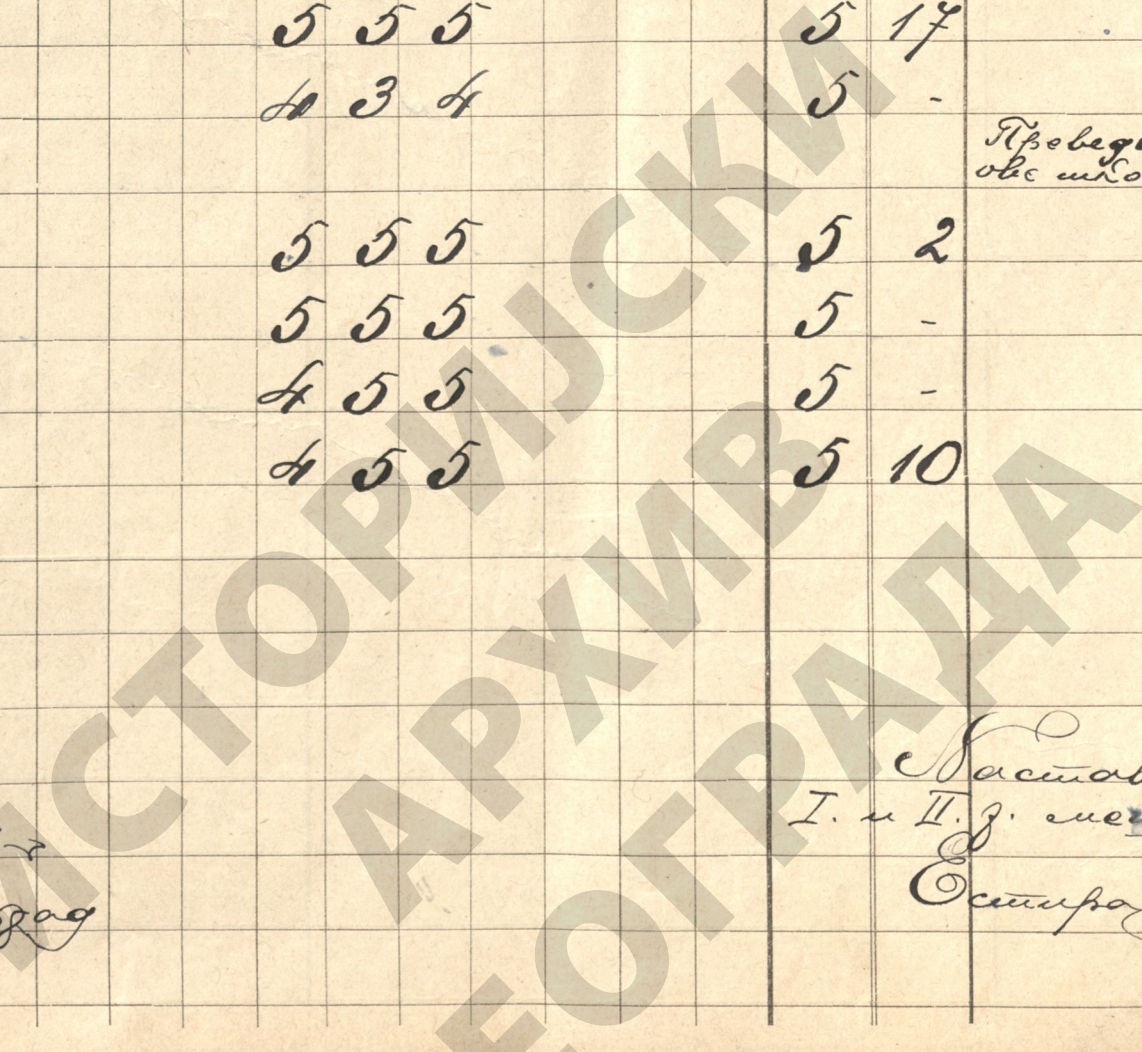 5 5 5 5 17
4 3 4 5 -
Преведе
ове шко
5 5 5 5 2
5 5 5 5 -
4 5 5 5 -
4 5 5 5 10
Настав
I. и II. р.
Естира
град
ИСТОРИЈСКИ
АРХИВ
БЕОГРАДА